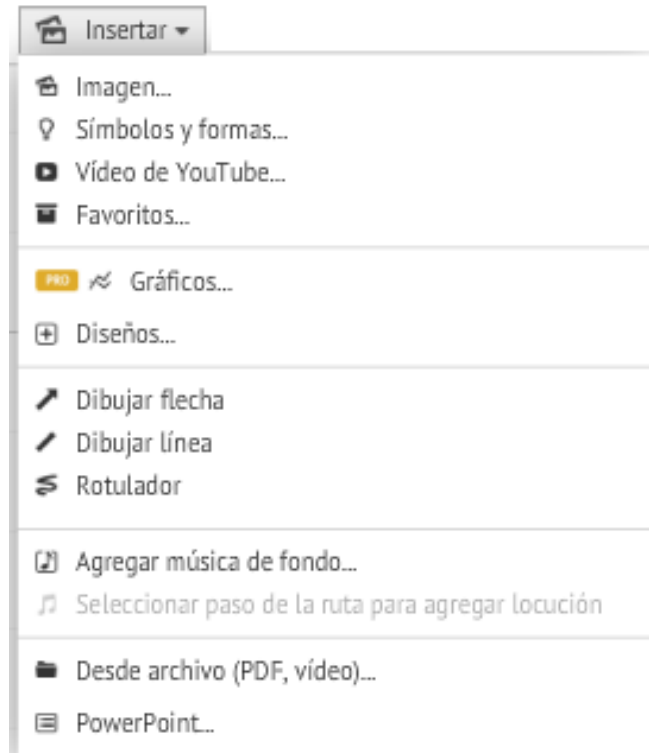 Insertar
Imagen...
Símbolos y formas...
Vídeo de YouTube...
Favoritos...
PRO Gráficos...
Diseños...
Dibujar flecha
Dibujar línea
Rotulador
Agregar música de fondo...
Seleccionar paso de la ruta para agregar locución
Desde archivo (PDF, vídeo)...
PowerPoint...